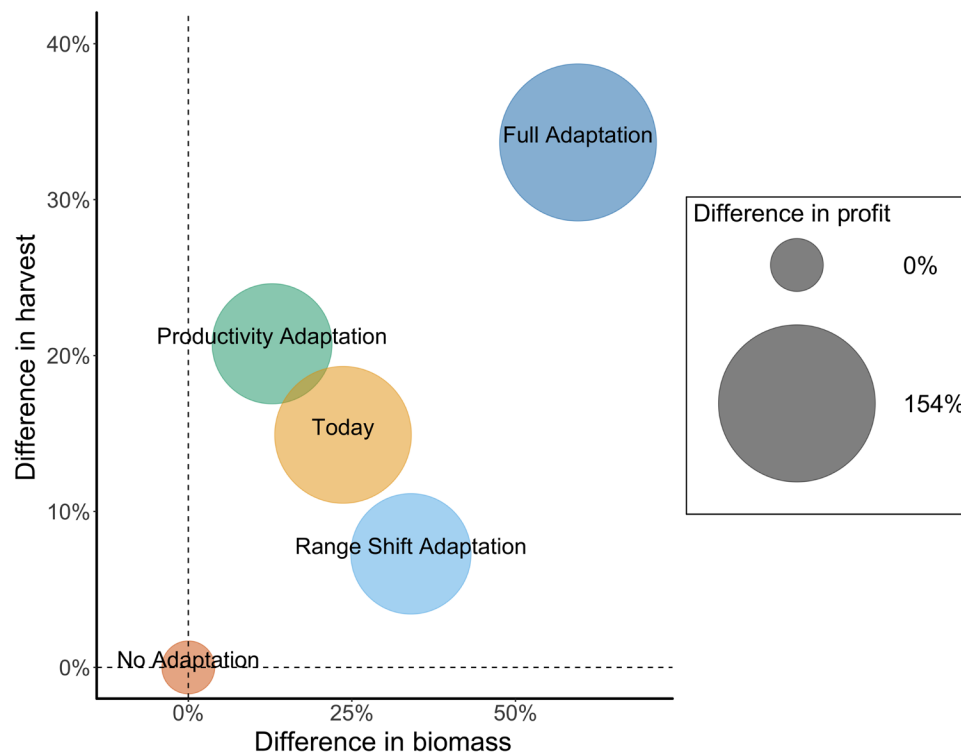 40%
Full Adaptation
30%
Difference in profit
0%
154%
Difference in harvest
Productivity Adaptation
20%
Today
10%
Range Shift Adaptation
No Adaptation
0%
0%
25%
50%
Difference in biomass